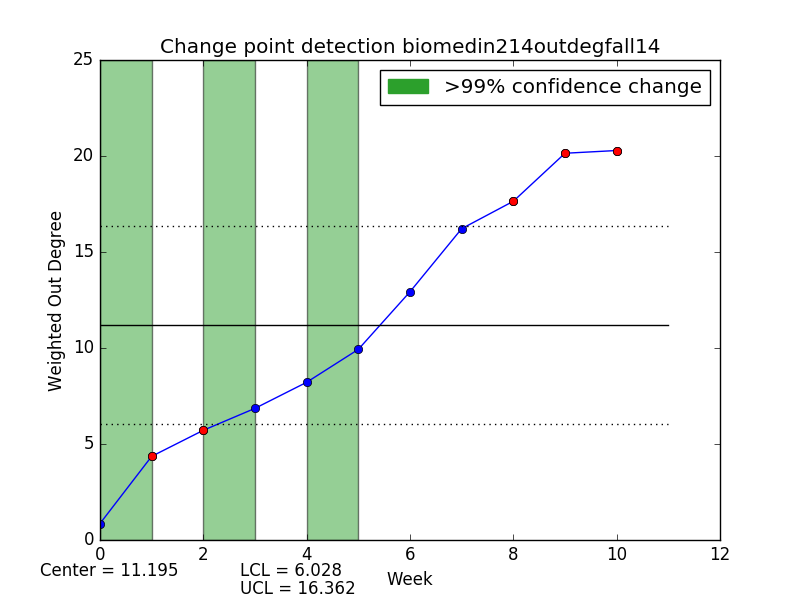 Change point detection biomedin214outdegfall14
>99% confidence change
Weighted Out Degree
25
20
15
10
5
0
0 2 4 6 8 10 12
Week
Center = 11.195
LCL = 6.028
UCL = 16.362